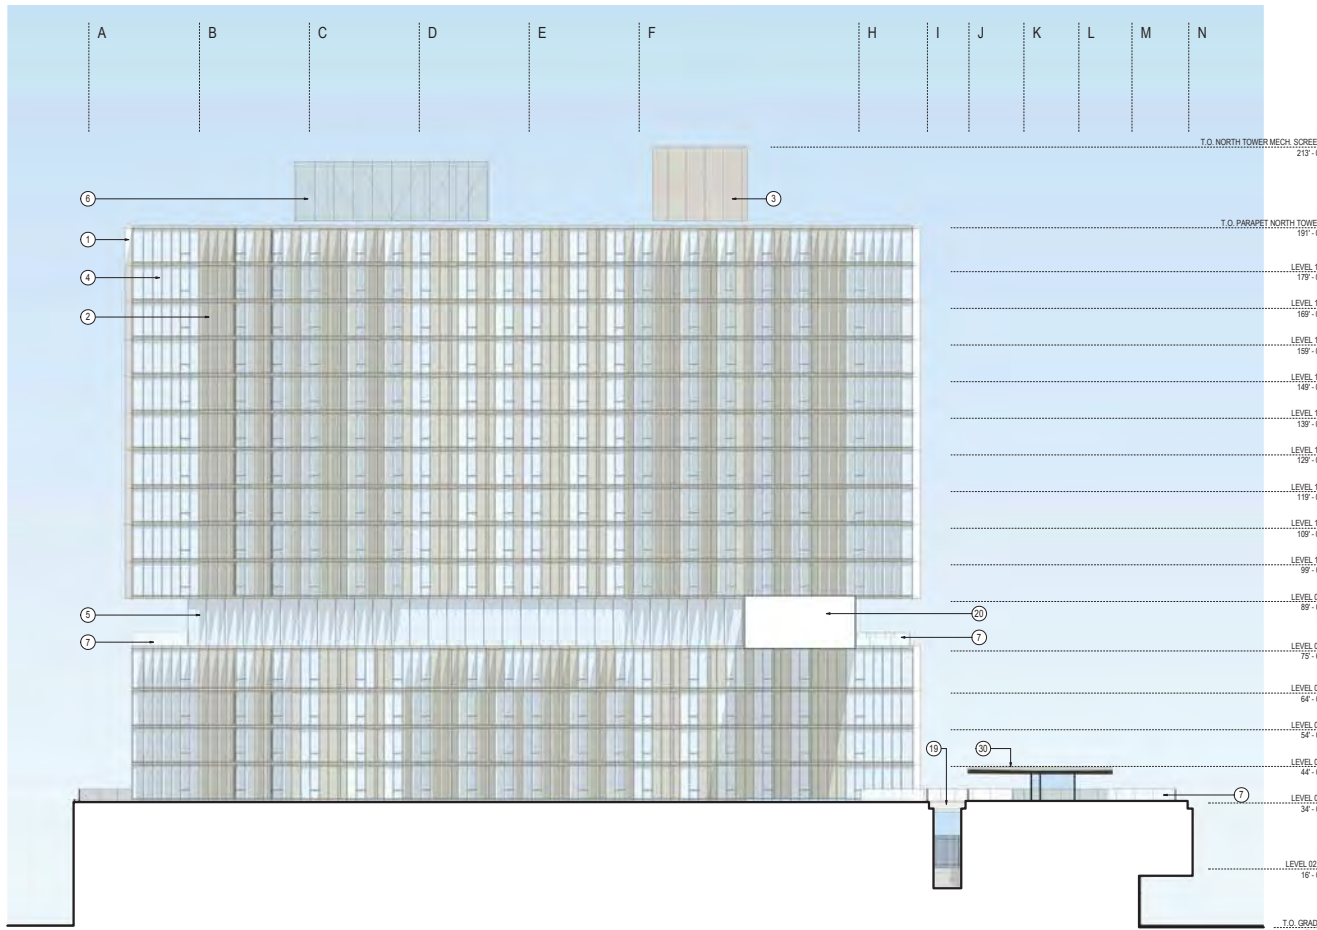 A B C D E F H I J K L M N
T.O. NORTH TOWER MECH. SCREE
213' -
6
3
T.O. PARAPET NORTH TOWE
191' -
1
4
LEVEL 1
179' -
2
LEVEL 1
169' -
LEVEL 1
159' -
LEVEL 1
149' -
LEVEL 1
139' -
LEVEL 1
129' -
LEVEL 1
119' -
LEVEL 1
109' -
LEVEL 1
99' -
LEVEL 0
89' -
5
20
7
7
LEVEL 0
75' -
LEVEL 0
64' -
LEVEL 0
54' -
19
30
LEVEL 0
44' -
7
LEVEL 0
34' -
LEVEL 02
16' -
T.O. GRAD